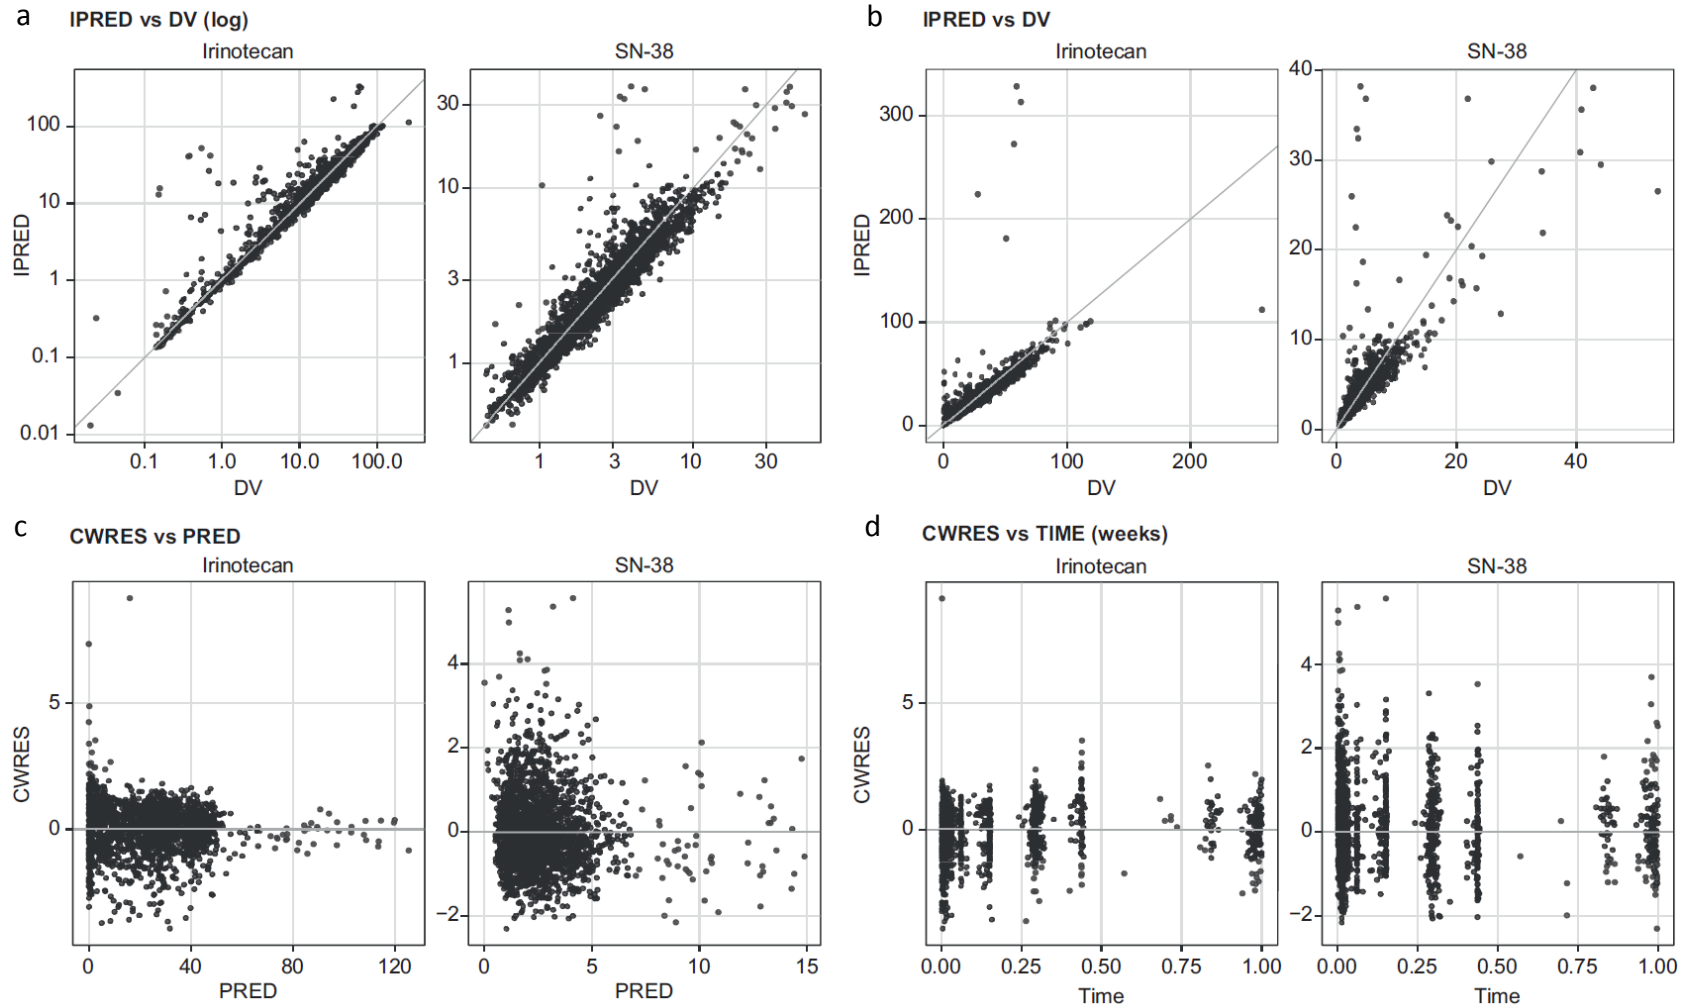 a IPRED vs DV (log)
Irinotecan SN-38
IPRED
100
10
1
0.1
0.01
0.1 1.0 10.0 100.0
DV
30
10
3
1
1 3 10 30
DV
b IPRED vs DV
Irinotecan SN-38
IPRED
300
200
100
0
0 100 200
DV
40
30
20
10
0
0 20 40
DV
c CWRES vs PRED
Irinotecan SN-38
CWRES
5
0
0 40 80 120
PRED
4
2
0
−2
0 5 10 15
PRED
d CWRES vs TIME (weeks)
Irinotecan SN-38
CWRES
5
0
0.00 0.25 0.50 0.75 1.00
Time
4
2
0
−2
0.00 0.25 0.50 0.75 1.00
Time